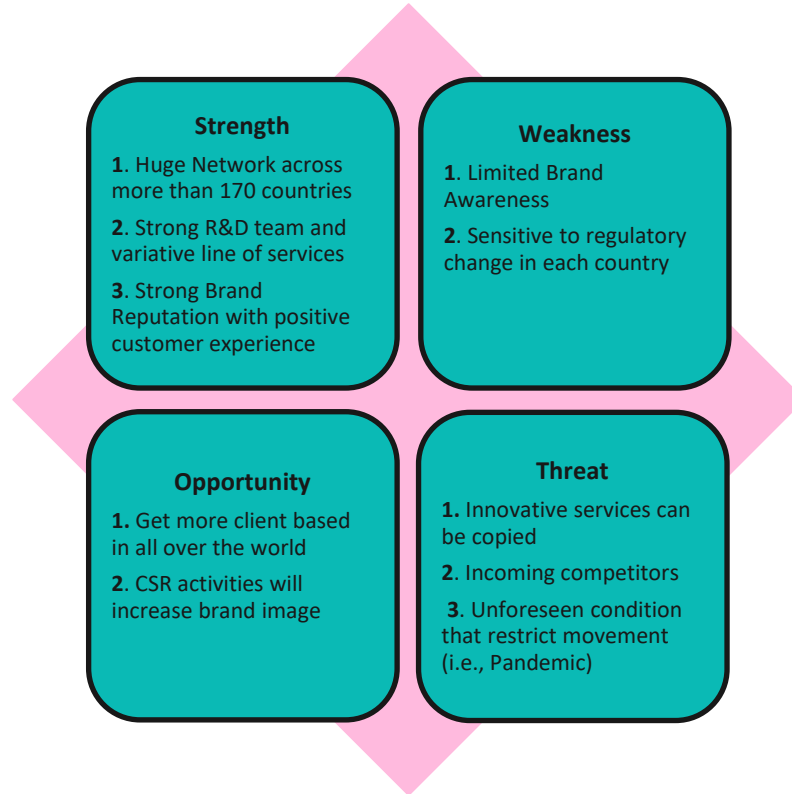 Strength
1. Huge Network across
more than 170 countries
2. Strong R&D team and
variative line of services
3. Strong Brand
Reputation with positive
customer experience
Weakness
1. Limited Brand
Awareness
2. Sensitive to regulatory
change in each country
Opportunity
1. Get more client based
in all over the world
2. CSR activities will
increase brand image
Threat
1. Innovative services can
be copied
2. Incoming competitors
3. Unforeseen condition
that restrict movement
(i.e., Pandemic)